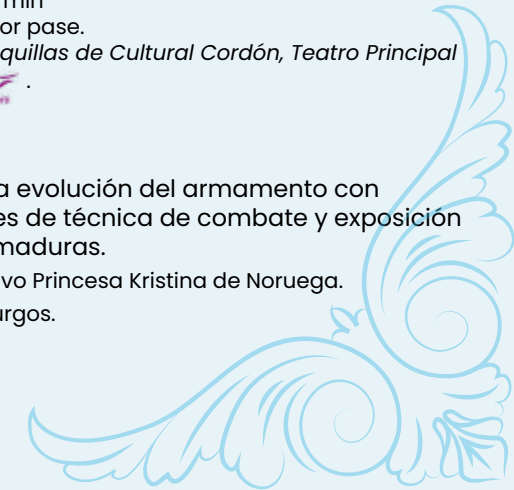 min
or pase.
quillas de Cultural Cordón, Teatro Principal
.
a evolución del armamento con
es de técnica de combate y exposición
maduras.
vo Princesa Kristina de Noruega.
urgos.